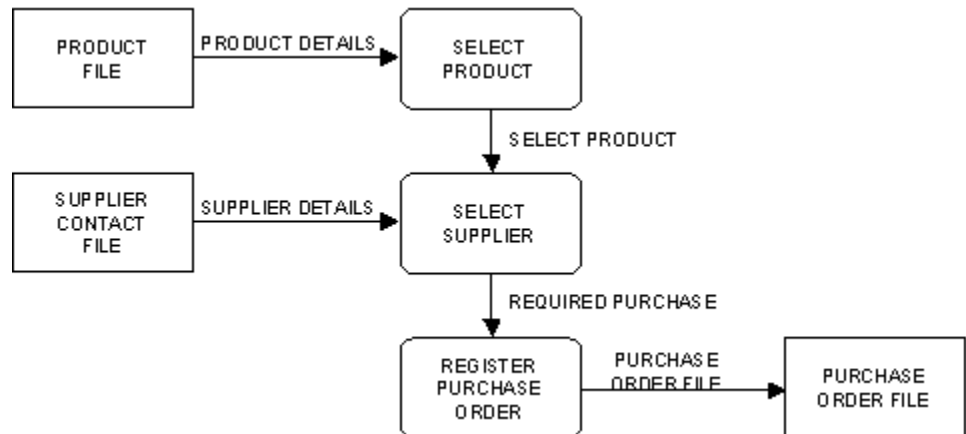 PRODUCT
FILE
PRODUCT DETAILS
SELECT
PRODUCT
SELECT PRODUCT
SUPPLIER
CONTACT
FILE
SUPPLIER DETAILS
SELECT
SUPPLIER
REQUIRED PURCHASE
REGISTER
PURCHASE
ORDER
PURCHASE
ORDER FILE
PURCHASE
ORDER FILE